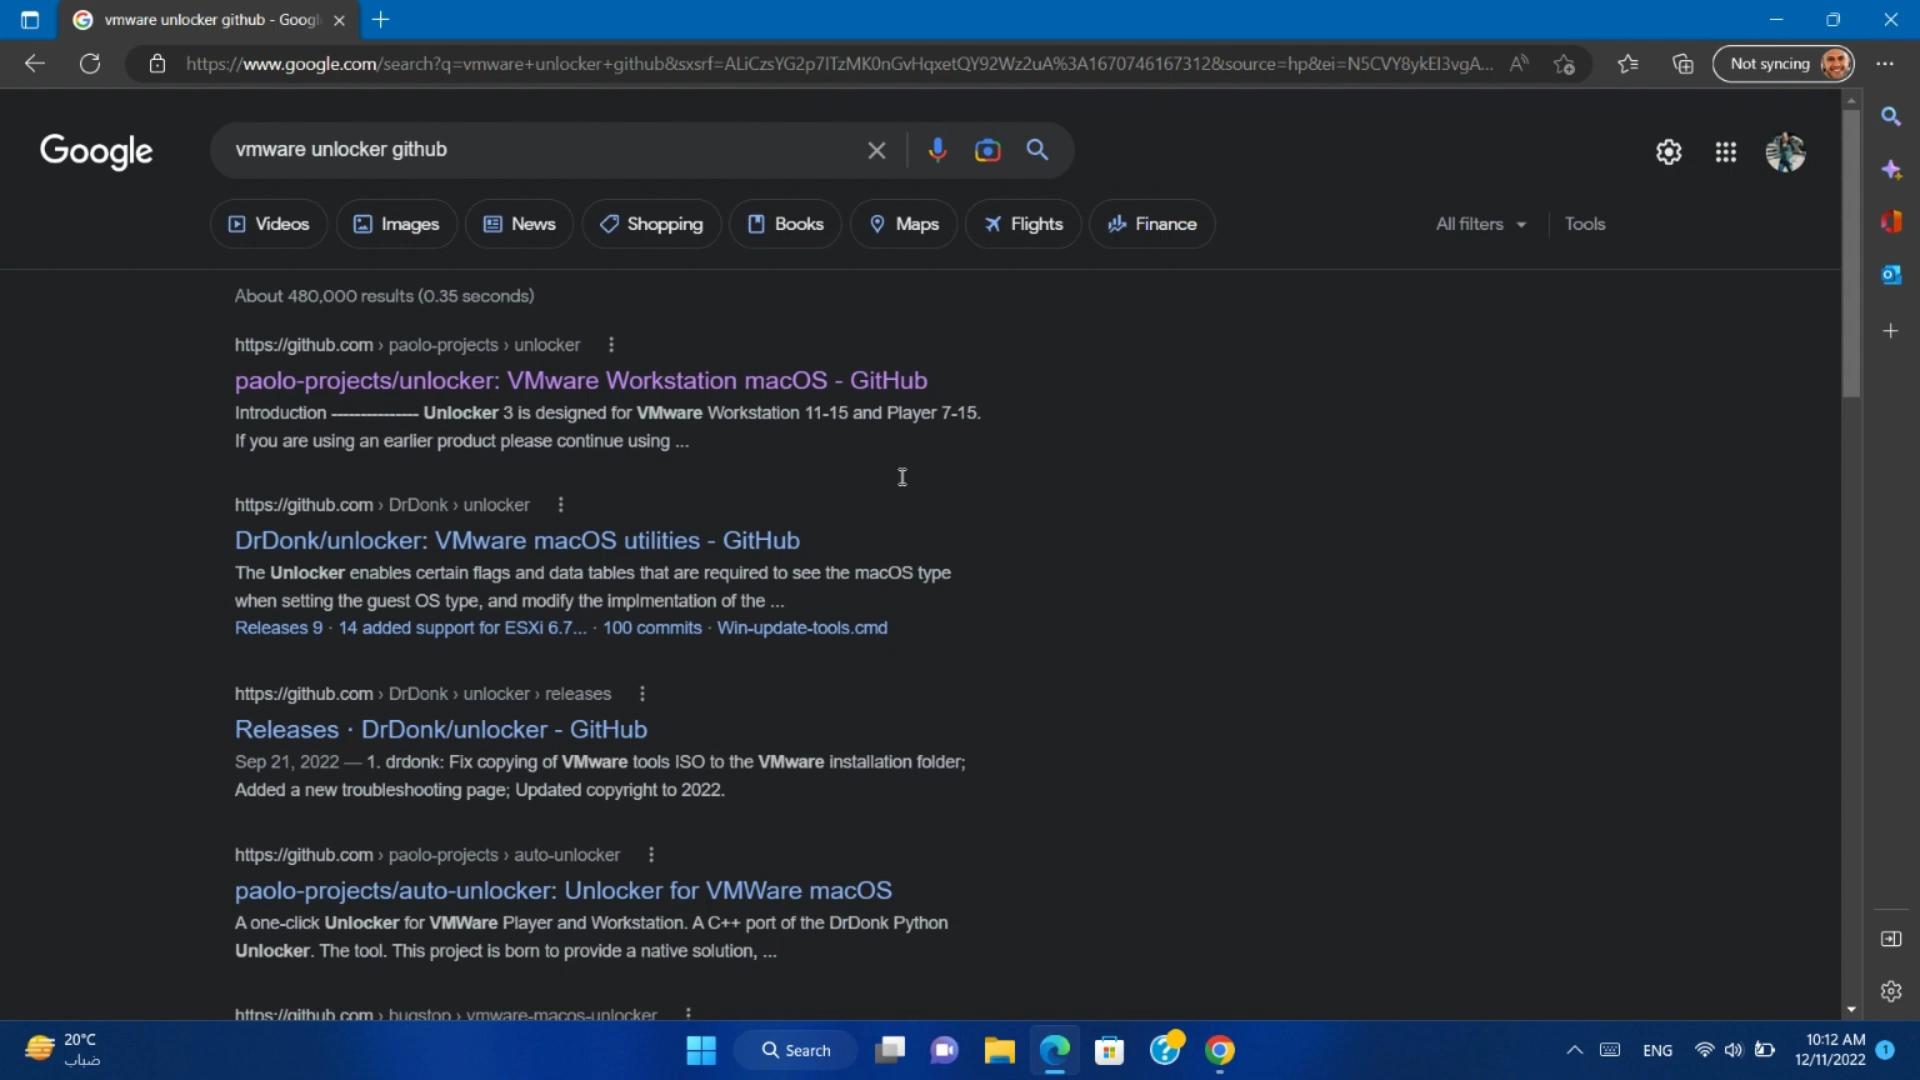 vmware unlocker github - Googl
https://www.google.com/search?q=vmware+unlocker+github&sxsrf=ALiCzsYG2p7ITzMK0nGvHqxetQY92Wz2uA%3A1670746167312&source=hp&ei=N5CVY8ykEI3vgA...
Not syncing
Google
vmware unlocker github
Videos
Images
News
Shopping
Books
Maps
Flights
Finance
All filters
Tools
About 480,000 results (0.35 seconds)
https://github.com › paolo-projects › unlocker
paolo-projects/unlocker: VMware Workstation macOS - GitHub
Introduction --------------- Unlocker 3 is designed for VMware Workstation 11-15 and Player 7-15.
If you are using an earlier product please continue using ...
https://github.com › DrDonk › unlocker
DrDonk/unlocker: VMware macOS utilities - GitHub
The Unlocker enables certain flags and data tables that are required to see the macOS type
when setting the guest OS type, and modify the implmentation of the ...
Releases 9 · 14 added support for ESXi 6.7... · 100 commits · Win-update-tools.cmd
https://github.com › DrDonk › unlocker › releases
Releases · DrDonk/unlocker - GitHub
Sep 21, 2022 — 1. drdonk: Fix copying of VMware tools ISO to the VMware installation folder;
Added a new troubleshooting page; Updated copyright to 2022.
https://github.com › paolo-projects › auto-unlocker
paolo-projects/auto-unlocker: Unlocker for VMWare macOS
A one-click Unlocker for VMWare Player and Workstation. A C++ port of the DrDonk Python
Unlocker. The tool. This project is born to provide a native solution, ...
https://github.com › bugstop › vmware-macos-unlocker
20°C
ضباب
Search
ENG
10:12 AM
12/11/2022
1